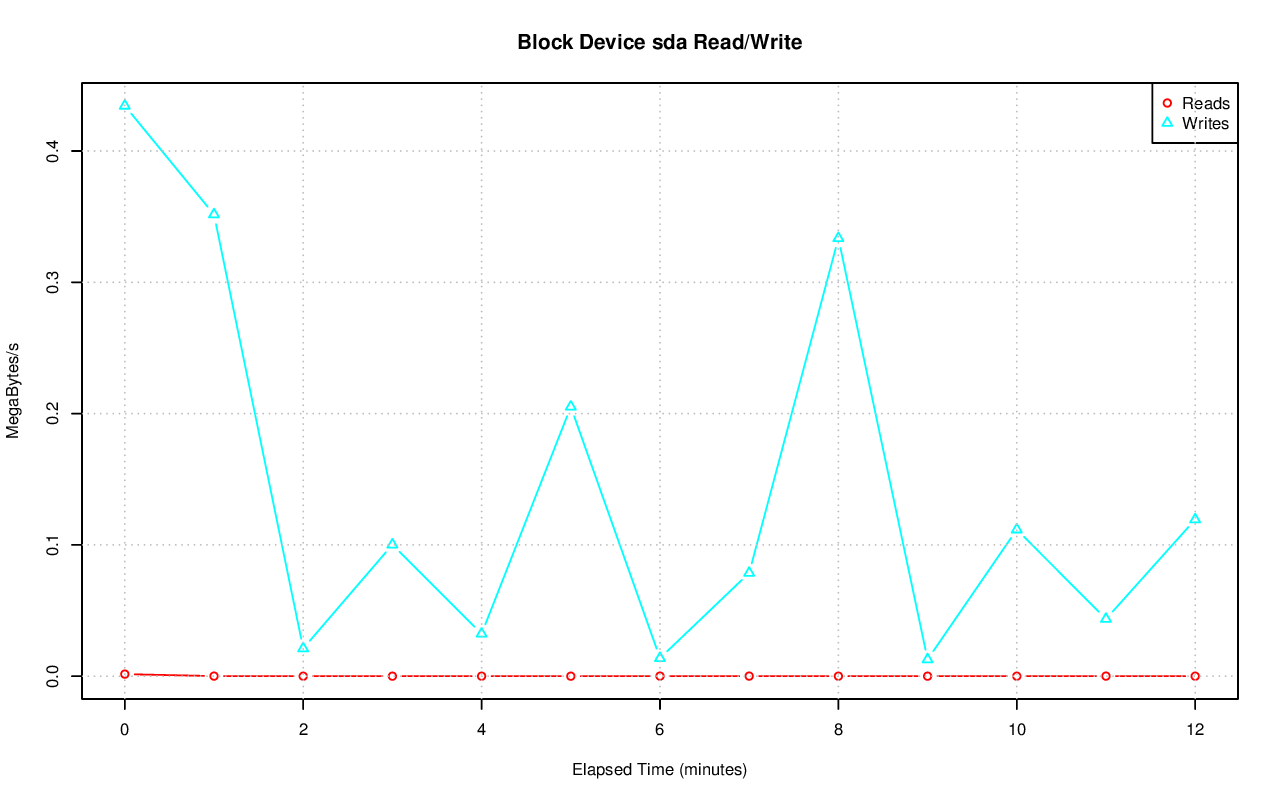 Block Device sda Read/Write
Reads
Writes
MegaBytes/s
0.4
0.3
0.2
0.1
0.0
0 2 4 6 8 10 12
Elapsed Time (minutes)